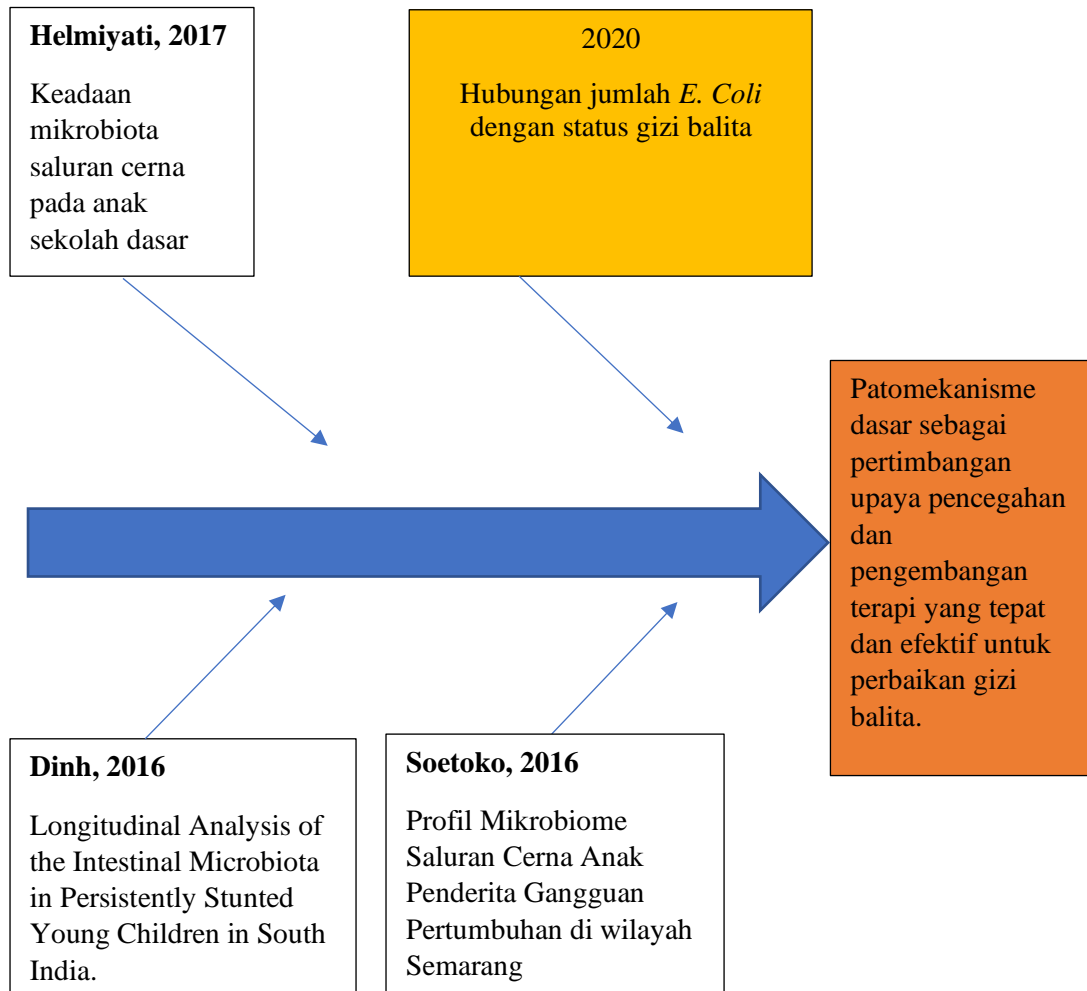 Helmiyati, 2017
Keadaan
mikrobiota
saluran cerna
pada anak
sekolah dasar
2020
Hubungan jumlah E. Coli
dengan status gizi balita
Patomekanisme
dasar sebagai
pertimbangan
upaya pencegahan
dan
pengembangan
terapi yang tepat
dan efektif untuk
perbaikan gizi
balita.
Dinh, 2016
Longitudinal Analysis of
the Intestinal Microbiota
in Persistently Stunted
Young Children in South
India.
Soetoko, 2016
Profil Mikrobiome
Saluran Cerna Anak
Penderita Gangguan
Pertumbuhan di wilayah
Semarang